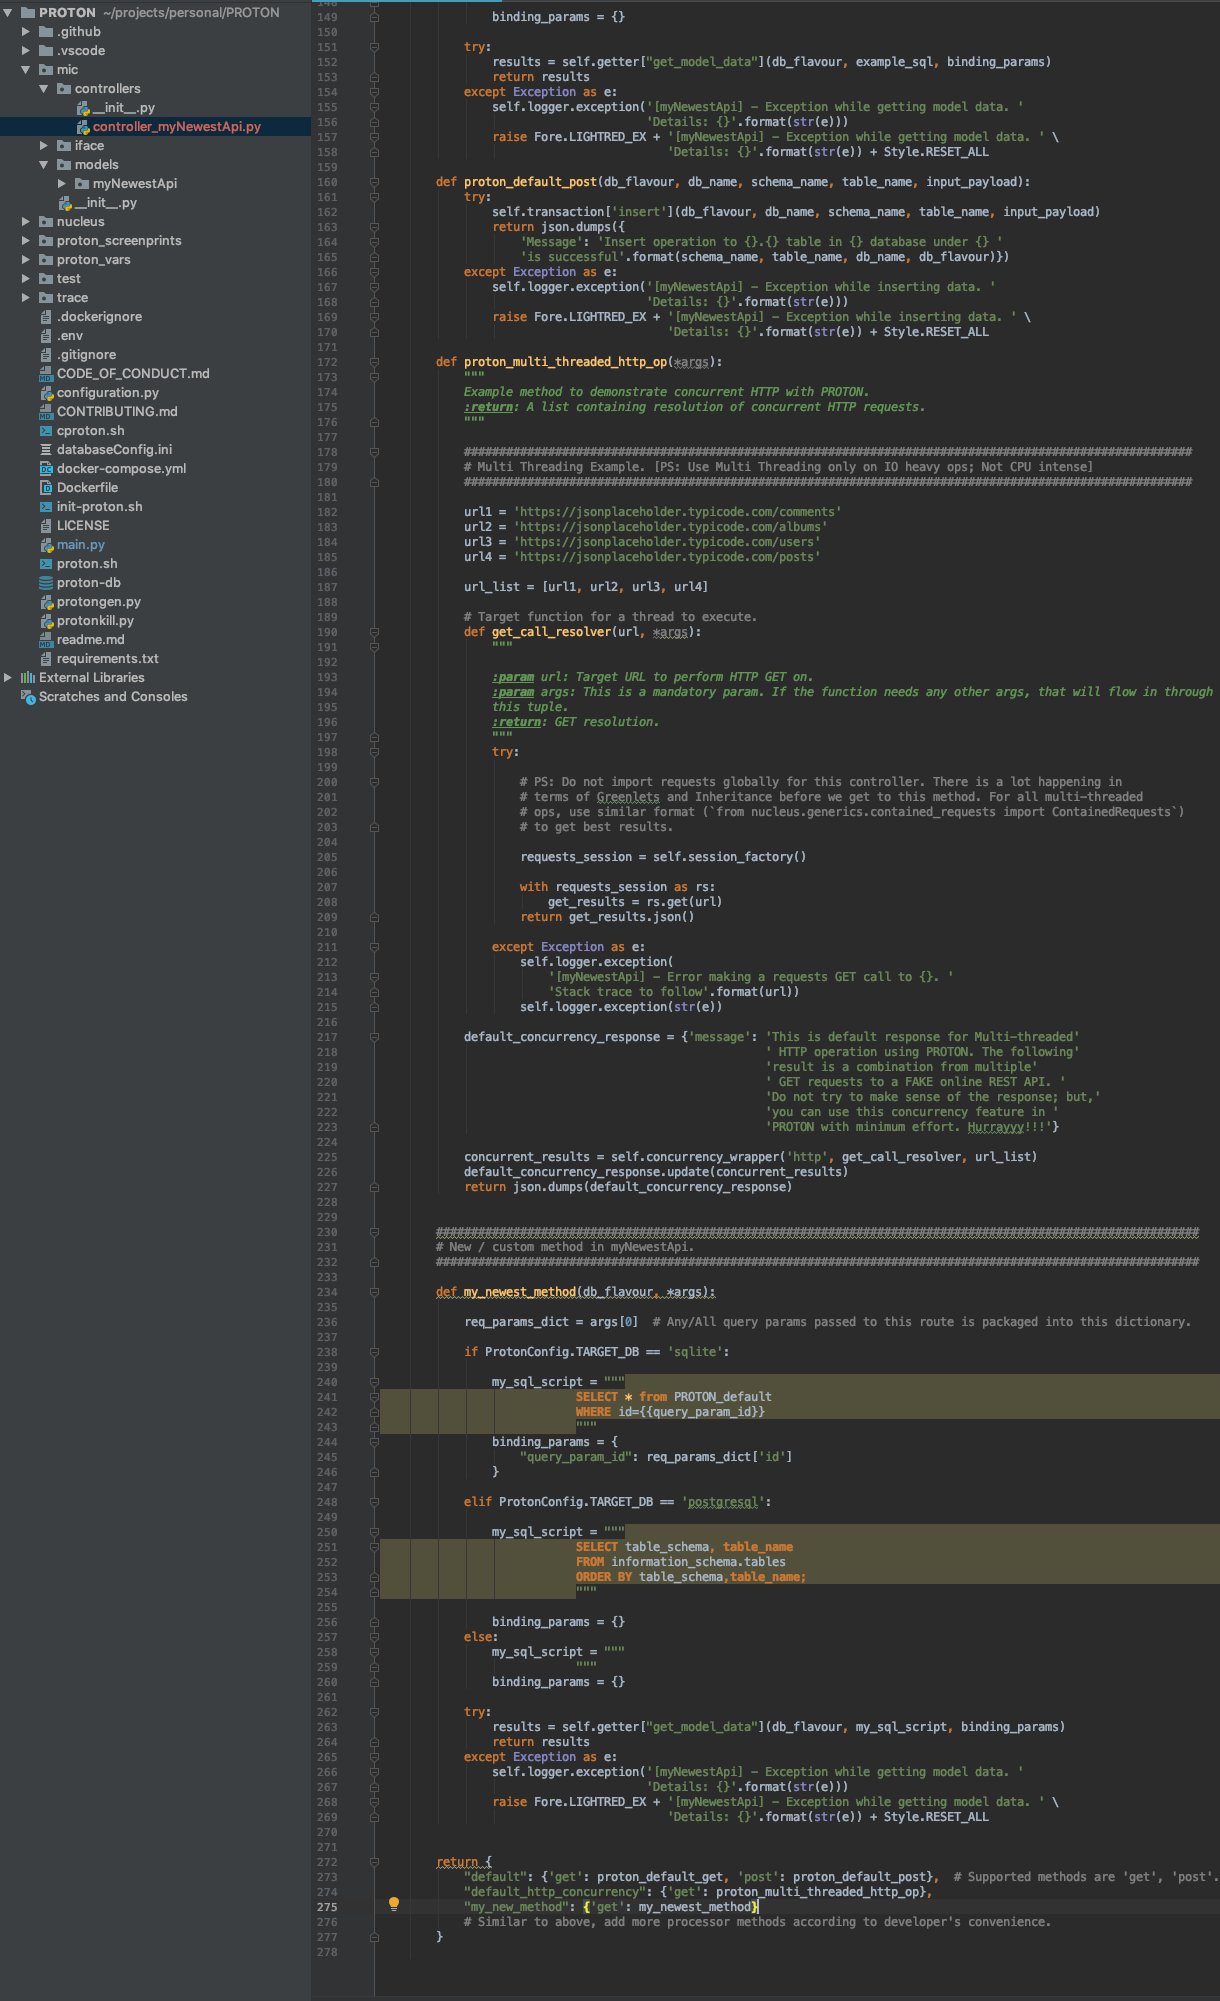 PROTON ~/projects/personal/PROTON
.github
.vscode
mic
controllers
__init__.py
controller_myNewestApi.py
iface
models
myNewestApi
__init__.py
nucleus
proton_screenprints
proton_vars
test
trace
.dockerignore
.env
.gitignore
CODE_OF_CONDUCT.md
configuration.py
CONTRIBUTING.md
cproton.sh
databaseConfig.ini
docker-compose.yml
Dockerfile
init-proton.sh
LICENSE
main.py
proton.sh
proton-db
protongen.py
protonkill.py
readme.md
requirements.txt
External Libraries
Scratches and Consoles
148
149 binding_params = {}
150
151 try:
152 results = self.getter["get_model_data"](db_flavour, example_sql, binding_params)
153 return results
154 except Exception as e:
155 self.logger.exception('[myNewestApi] - Exception while getting model data. '
156 'Details: {}'.format(str(e)))
157 raise Fore.LIGHTRED_EX + '[myNewestApi] - Exception while getting model data. ' \
158 'Details: {}'.format(str(e)) + Style.RESET_ALL
159
160 def proton_default_post(db_flavour, db_name, schema_name, table_name, input_payload):
161 try:
162 self.transaction['insert'](db_flavour, db_name, schema_name, table_name, input_payload)
163 return json.dumps({
164 'Message': 'Insert operation to {}.{} table in {} database under {} '
165 'is successful'.format(schema_name, table_name, db_name, db_flavour)})
166 except Exception as e:
167 self.logger.exception('[myNewestApi] - Exception while inserting data. '
168 'Details: {}'.format(str(e)))
169 raise Fore.LIGHTRED_EX + '[myNewestApi] - Exception while inserting data. ' \
170 'Details: {}'.format(str(e)) + Style.RESET_ALL
171
172 def proton_multi_threaded_http_op(*args):
173 """
174 Example method to demonstrate concurrent HTTP with PROTON.
175 :return: A list containing resolution of concurrent HTTP requests.
176 """
177
178 ########################################################################################################
179 # Multi Threading Example. [PS: Use Multi Threading only on IO heavy ops; Not CPU intense]
180 ########################################################################################################
181
182 url1 = 'https://jsonplaceholder.typicode.com/comments'
183 url2 = 'https://jsonplaceholder.typicode.com/albums'
184 url3 = 'https://jsonplaceholder.typicode.com/users'
185 url4 = 'https://jsonplaceholder.typicode.com/posts'
186
187 url_list = [url1, url2, url3, url4]
188
189 # Target function for a thread to execute.
190 def get_call_resolver(url, *args):
191 """
192
193 :param url: Target URL to perform HTTP GET on.
194 :param args: This is a mandatory param. If the function needs any other args, that will flow in through
195 this tuple.
196 :return: GET resolution.
197 """
198 try:
199
200 # PS: Do not import requests globally for this controller. There is a lot happening in
201 # terms of Greenlets and Inheritance before we get to this method. For all multi-threaded
202 # ops, use similar format (`from nucleus.generics.contained_requests import ContainedRequests`)
203 # to get best results.
204
205 requests_session = self.session_factory()
206
207 with requests_session as rs:
208 get_results = rs.get(url)
209 return get_results.json()
210
211 except Exception as e:
212 self.logger.exception(
213 '[myNewestApi] - Error making a requests GET call to {}. '
214 'Stack trace to follow'.format(url))
215 self.logger.exception(str(e))
216
217 default_concurrency_response = {'message': 'This is default response for Multi-threaded'
218 ' HTTP operation using PROTON. The following'
219 'result is a combination from multiple'
220 ' GET requests to a FAKE online REST API. '
221 'Do not try to make sense of the response; but,'
222 'you can use this concurrency feature in '
223 'PROTON with minimum effort. Hurrayyy!!!'}
224
225 concurrent_results = self.concurrency_wrapper('http', get_call_resolver, url_list)
226 default_concurrency_response.update(concurrent_results)
227 return json.dumps(default_concurrency_response)
228
229
230 #############################################################################################################
231 # New / custom method in myNewestApi.
232 #############################################################################################################
233
234 def my_newest_method(db_flavour, *args):
235
236 req_params_dict = args[0] # Any/All query params passed to this route is packaged into this dictionary.
237
238 if ProtonConfig.TARGET_DB == 'sqlite':
239
240 my_sql_script = """
241 SELECT * from PROTON_default
242 WHERE id={{query_param_id}}
243 """
244 binding_params = {
245 "query_param_id": req_params_dict['id']
246 }
247
248 elif ProtonConfig.TARGET_DB == 'postgresql':
249
250 my_sql_script = """
251 SELECT table_schema, table_name
252 FROM information_schema.tables
253 ORDER BY table_schema,table_name;
254 """
255
256 binding_params = {}
257 else:
258 my_sql_script = """
259 """
260 binding_params = {}
261
262 try:
263 results = self.getter["get_model_data"](db_flavour, my_sql_script, binding_params)
264 return results
265 except Exception as e:
266 self.logger.exception('[myNewestApi] - Exception while getting model data. '
267 'Details: {}'.format(str(e)))
268 raise Fore.LIGHTRED_EX + '[myNewestApi] - Exception while getting model data. ' \
269 'Details: {}'.format(str(e)) + Style.RESET_ALL
270
271
272 return {
273 "default": {'get': proton_default_get, 'post': proton_default_post}, # Supported methods are 'get', 'post'.
274 "default_http_concurrency": {'get': proton_multi_threaded_http_op},
275 "my_new_method": {'get': my_newest_method}
276 # Similar to above, add more processor methods according to developer's convenience.
277 }
278